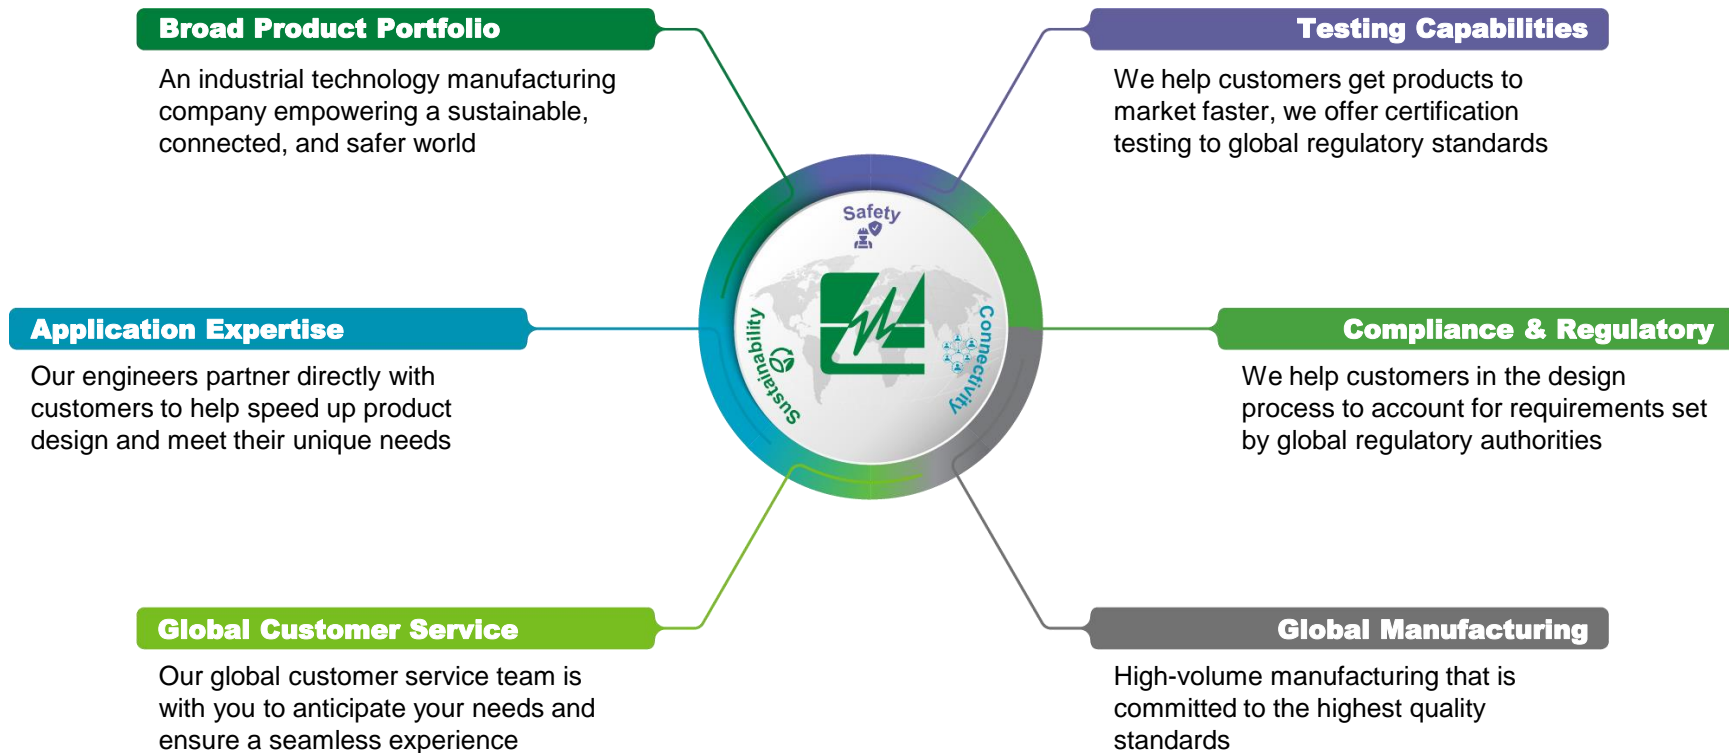 Broad Product Portfolio
An industrial technology manufacturing
company empowering a sustainable,
connected, and safer world
Testing Capabilities
We help customers get products to
market faster, we offer certification
testing to global regulatory standards
Safety
Sustainability
Connectivity
Application Expertise
Our engineers partner directly with
customers to help speed up product
design and meet their unique needs
Compliance & Regulatory
We help customers in the design
process to account for requirements set
by global regulatory authorities
Global Customer Service
Our global customer service team is
with you to anticipate your needs and
ensure a seamless experience
Global Manufacturing
High-volume manufacturing that is
committed to the highest quality
standards